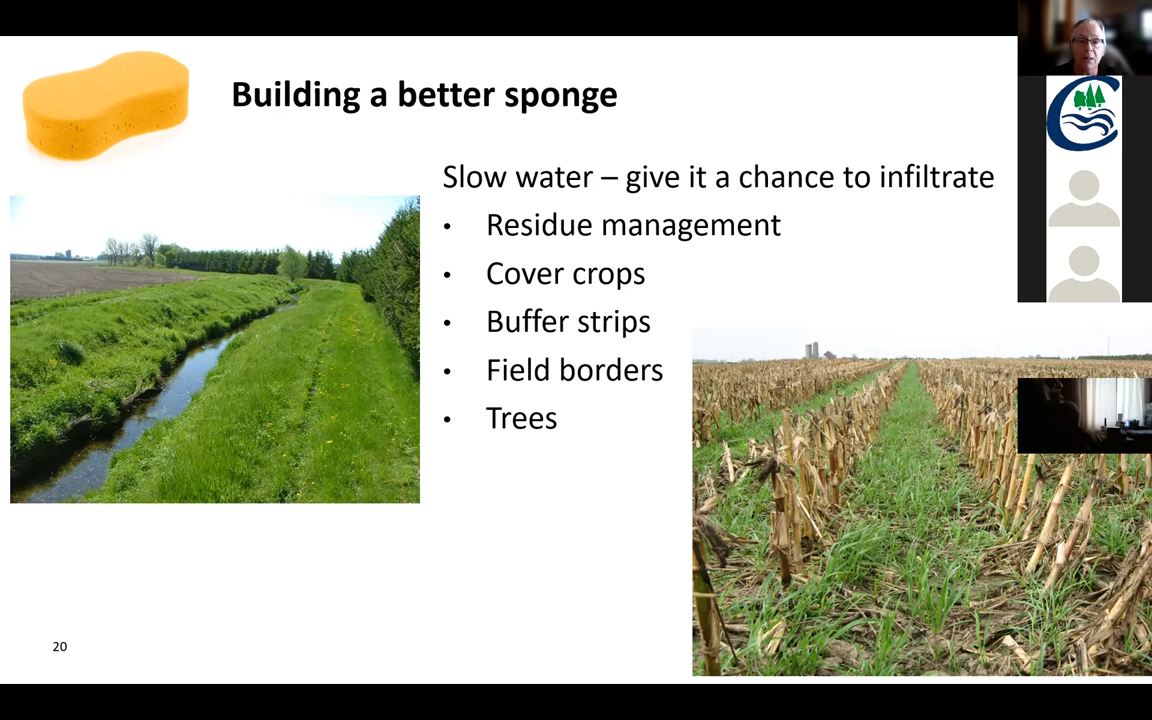 Building a better sponge
Slow water – give it a chance to infiltrate
• Residue management
• Cover crops
• Buffer strips
• Field borders
• Trees
20